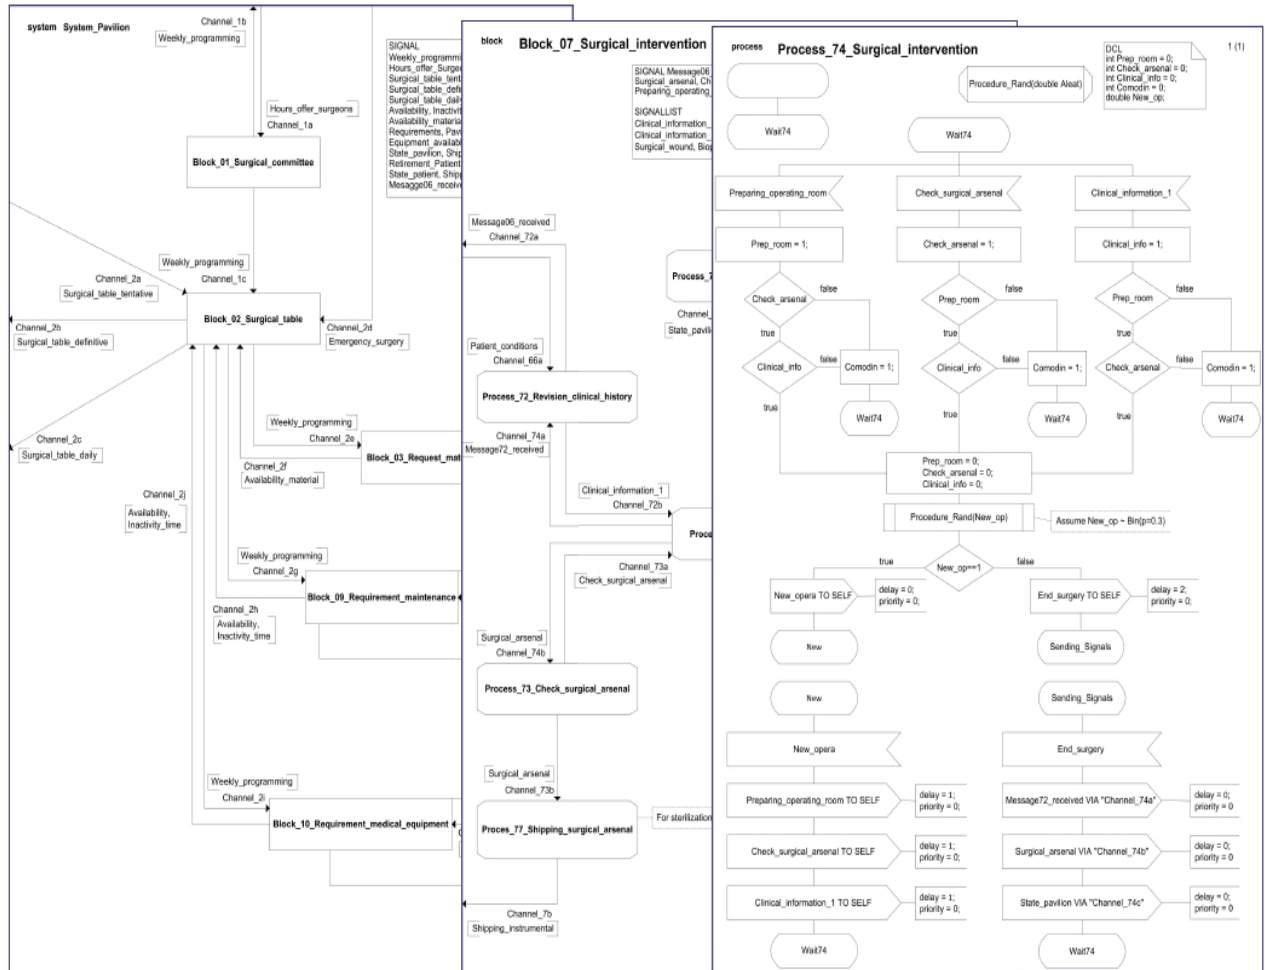 system System_Pavilion
Channel_1b
Weekly_programming
SIGNAL
Hours_offer_surgeons
Channel_1a
Block_01_Surgical_committee
Weekly_programming
Channel_1c
Channel_2a
Surgical_table_tentative
Block_02_Surgical_table
Channel_2b
Surgical_table_definitive
Channel_2d
Emergency_surgery
Channel_2c
Surgical_table_daily
Weekly_programming
Channel_2e
Block_03_Request_mat
Channel_2f
Availability_material
Channel_2j
Availability,
Inactivity_time
Weekly_programming
Channel_2g
Block_09_Requirement_maintenance
Channel_2h
Availability,
Inactivity_time
Weekly_programming
Channel_2i
Block_10_Requirement_medical_equipment
SIGNAL
Weekly_programmi
Hours_offer_Surge
Surgical_table_tent
Surgical_table_defi
Surgical_table_daily
Availability, Inactivit
Availability_materia
Requirements, Pav
Equipment_availab
State_pavilion, Ship
Retirement_Patient
State_patient, Shipp
Mesagge06_receive
block Block_07_Surgical_intervention
SIGNAL Message06
Surgical_arsenal, Ch
Preparing_operating_
SIGNALLIST
Clinical_information_
Clinical_information_
Surgical_wound, Biop
Message06_received
Channel_72a
Process_7
Channel_
State_pavili
Patient_conditions
Channel_66a
Process_72_Revision_clinical_history
Channel_74a
Message72_received
Clinical_information_1
Channel_72b
Proce
Channel_73a
Check_surgical_arsenal
Surgical_arsenal
Channel_74b
Process_73_Check_surgical_arsenal
Surgical_arsenal
Channel_73b
Proces_77_Shipping_surgical_arsenal
For sterilization
Channel_7b
Shipping_instrumental
process Process_74_Surgical_intervention
1 (1)
Procedure_Rand(double Aleat)
DCL
int Prep_room = 0;
int Check_arsenal = 0;
int Clinical_info = 0;
int Comodin = 0;
double New_op;
Wait74
Wait74
Preparing_operating_room
Check_surgical_arsenal
Clinical_information_1
Prep_room = 1;
Check_arsenal = 1;
Clinical_info = 1;
Check_arsenal
false
Prep_room
false
Prep_room
false
true
true
true
Clinical_info
false
Comodin = 1;
Clinical_info
false
Comodin = 1;
Check_arsenal
false
Comodin = 1;
true
Wait74
true
Wait74
true
Wait74
Prep_room = 0;
Check_arsenal = 0;
Clinical_info = 0;
Procedure_Rand(New_op)
Assume New_op ~ Bin(p=0.3)
true
New_op==1
false
New_opera TO SELF
delay = 0;
priority = 0;
End_surgery TO SELF
delay = 2;
priority = 0;
New
Sending_Signals
New
Sending_Signals
New_opera
End_surgery
Preparing_operating_room TO SELF
delay = 1;
priority = 0;
Message72_received VIA "Channel_74a"
delay = 0;
priority = 0
Check_surgical_arsenal TO SELF
delay = 1;
priority = 0;
Surgical_arsenal VIA "Channel_74b"
delay = 0;
priority = 0
Clinical_information_1 TO SELF
delay = 1;
priority = 0;
State_pavilion VIA "Channel_74c"
delay = 0;
priority = 0
Wait74
Wait74